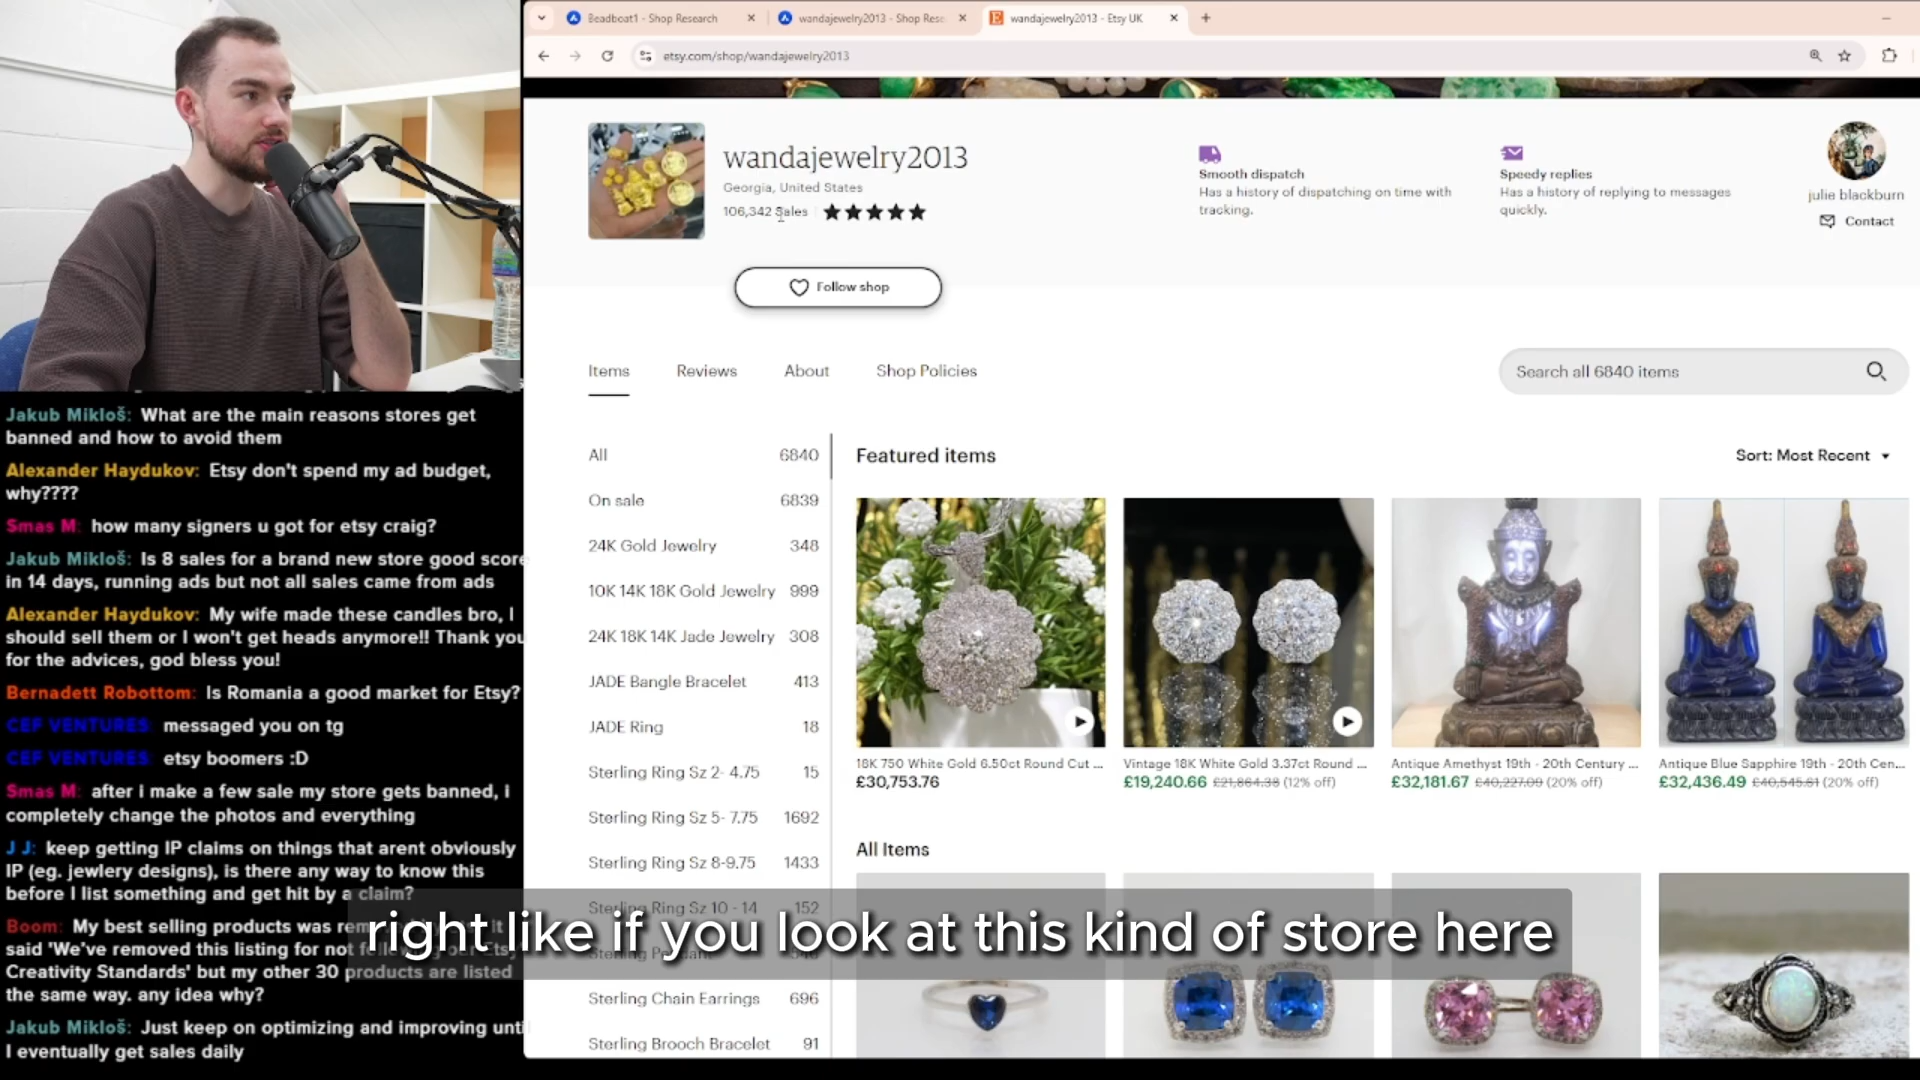 Beadboat1 - Shop Research
wandajewelry2013 - Shop Rese
wandajewelry2013 - Etsy UK
etsy.com/shop/wandajewelry2013
wandajewelry2013
Georgia, United States
106,342 Sales
Follow shop
Smooth dispatch
Has a history of dispatching on time with
tracking.
Speedy replies
Has a history of replying to messages
quickly.
julie blackburn
Contact
Items
Reviews
About
Shop Policies
Search all 6840 items
All 6840
On sale 6839
24K Gold Jewelry 348
10K 14K 18K Gold Jewelry 999
24K 18K 14K Jade Jewelry 308
JADE Bangle Bracelet 413
JADE Ring 18
Sterling Ring Sz 2- 4.75 15
Sterling Ring Sz 5- 7.75 1692
Sterling Ring Sz 8-9.75 1433
Sterling Ring Sz 10 - 14 152
Sterling Chain Earrings 696
Sterling Brooch Bracelet 91
Featured items
Sort: Most Recent
18K 750 White Gold 6.50ct Round Cut ...
£30,753.76
Vintage 18K White Gold 3.37ct Round ...
£19,240.66 £21,864.38 (12% off)
Antique Amethyst 19th - 20th Century ...
£32,181.67 £40,227.09 (20% off)
Antique Blue Sapphire 19th - 20th Cen...
£32,436.49 £40,545.61 (20% off)
All Items
Jakub Mikloš: What are the main reasons stores get
banned and how to avoid them
Alexander Haydukov: Etsy don't spend my ad budget,
why????
Smas M: how many signers u got for etsy craig?
Jakub Mikloš: Is 8 sales for a brand new store good score
in 14 days, running ads but not all sales came from ads
Alexander Haydukov: My wife made these candles bro, I
should sell them or I won't get heads anymore!! Thank you
for the advices, god bless you!
Bernadett Robottom: Is Romania a good market for Etsy?
CEF VENTURES: messaged you on tg
CEF VENTURES: etsy boomers :D
Smas M: after i make a few sale my store gets banned, i
completely change the photos and everything
J J: keep getting IP claims on things that arent obviously
IP (eg. jewlery designs), is there any way to know this
before I list something and get hit by a claim?
Boom: My best selling products was
said 'We've removed this listing for not
Creativity Standards' but my other 30 products are listed
the same way. any idea why?
Jakub Mikloš: Just keep on optimizing and improving unti
I eventually get sales daily
right like if you look at this kind of store here